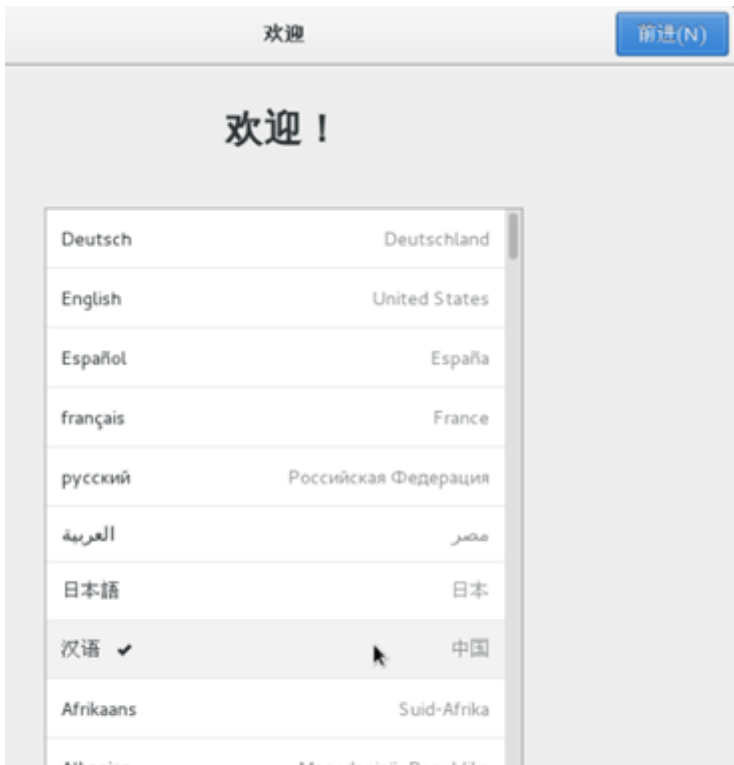 欢迎
前进(N)
欢迎！
Deutsch Deutschland
English United States
Español España
français France
русский Российская Федерация
العربية مصر
日本語 日本
汉语 ✔ 中国
Afrikaans Suid-Afrika